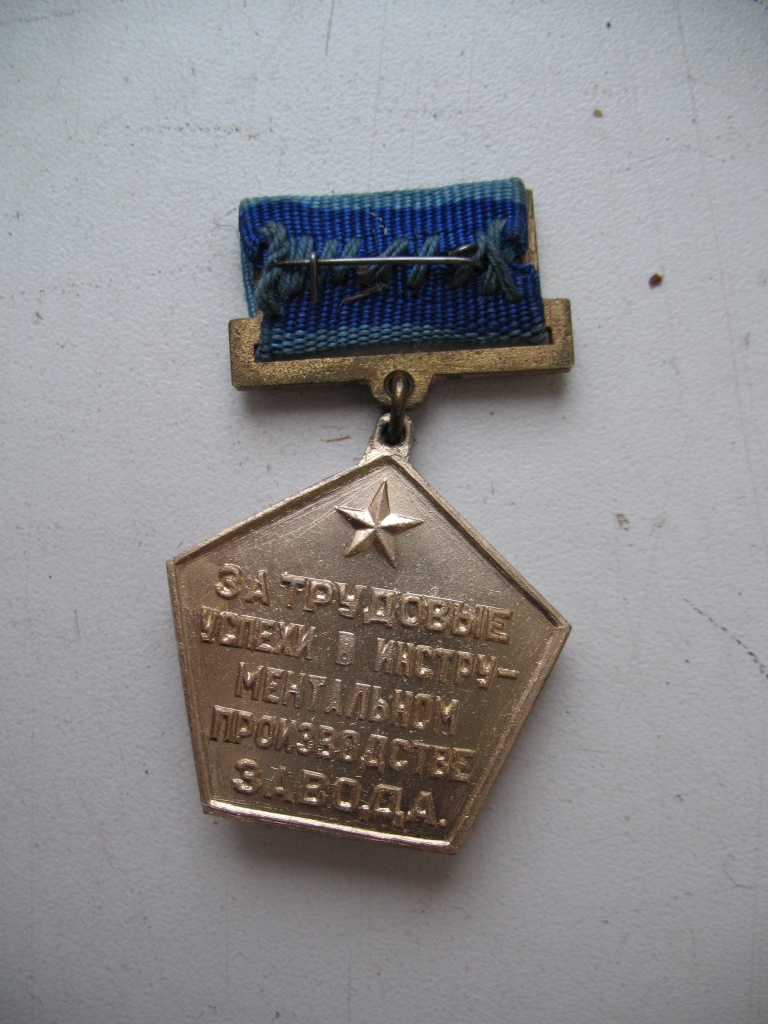 ЗА ТРУДОВЫЕ
УСПЕХИ В ИНСТРУ-
МЕНТАЛЬНОМ
ПРОИЗВОДСТВЕ
ЗАВОДА.